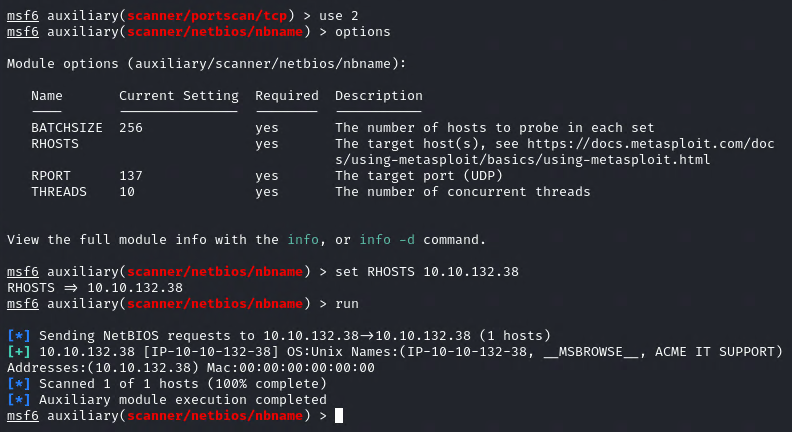 msf6 auxiliary(scanner/portscan/tcp) > use 2
msf6 auxiliary(scanner/netbios/nbname) > options

Module options (auxiliary/scanner/netbios/nbname):

   Name       Current Setting  Required  Description
   ----       ---------------  --------  -----------
   BATCHSIZE  256              yes       The number of hosts to probe in each set
   RHOSTS                      yes       The target host(s), see https://docs.metasploit.com/doc
                                         s/using-metasploit/basics/using-metasploit.html
   RPORT      137              yes       The target port (UDP)
   THREADS    10               yes       The number of concurrent threads

View the full module info with the info, or info -d command.

msf6 auxiliary(scanner/netbios/nbname) > set RHOSTS 10.10.132.38
RHOSTS => 10.10.132.38
msf6 auxiliary(scanner/netbios/nbname) > run

[*] Sending NetBIOS requests to 10.10.132.38->10.10.132.38 (1 hosts)
[+] 10.10.132.38 [IP-10-10-132-38] OS:Unix Names:(IP-10-10-132-38, __MSBROWSE__, ACME IT SUPPORT)
Addresses:(10.10.132.38) Mac:00:00:00:00:00:00
[*] Scanned 1 of 1 hosts (100% complete)
[*] Auxiliary module execution completed
msf6 auxiliary(scanner/netbios/nbname) >